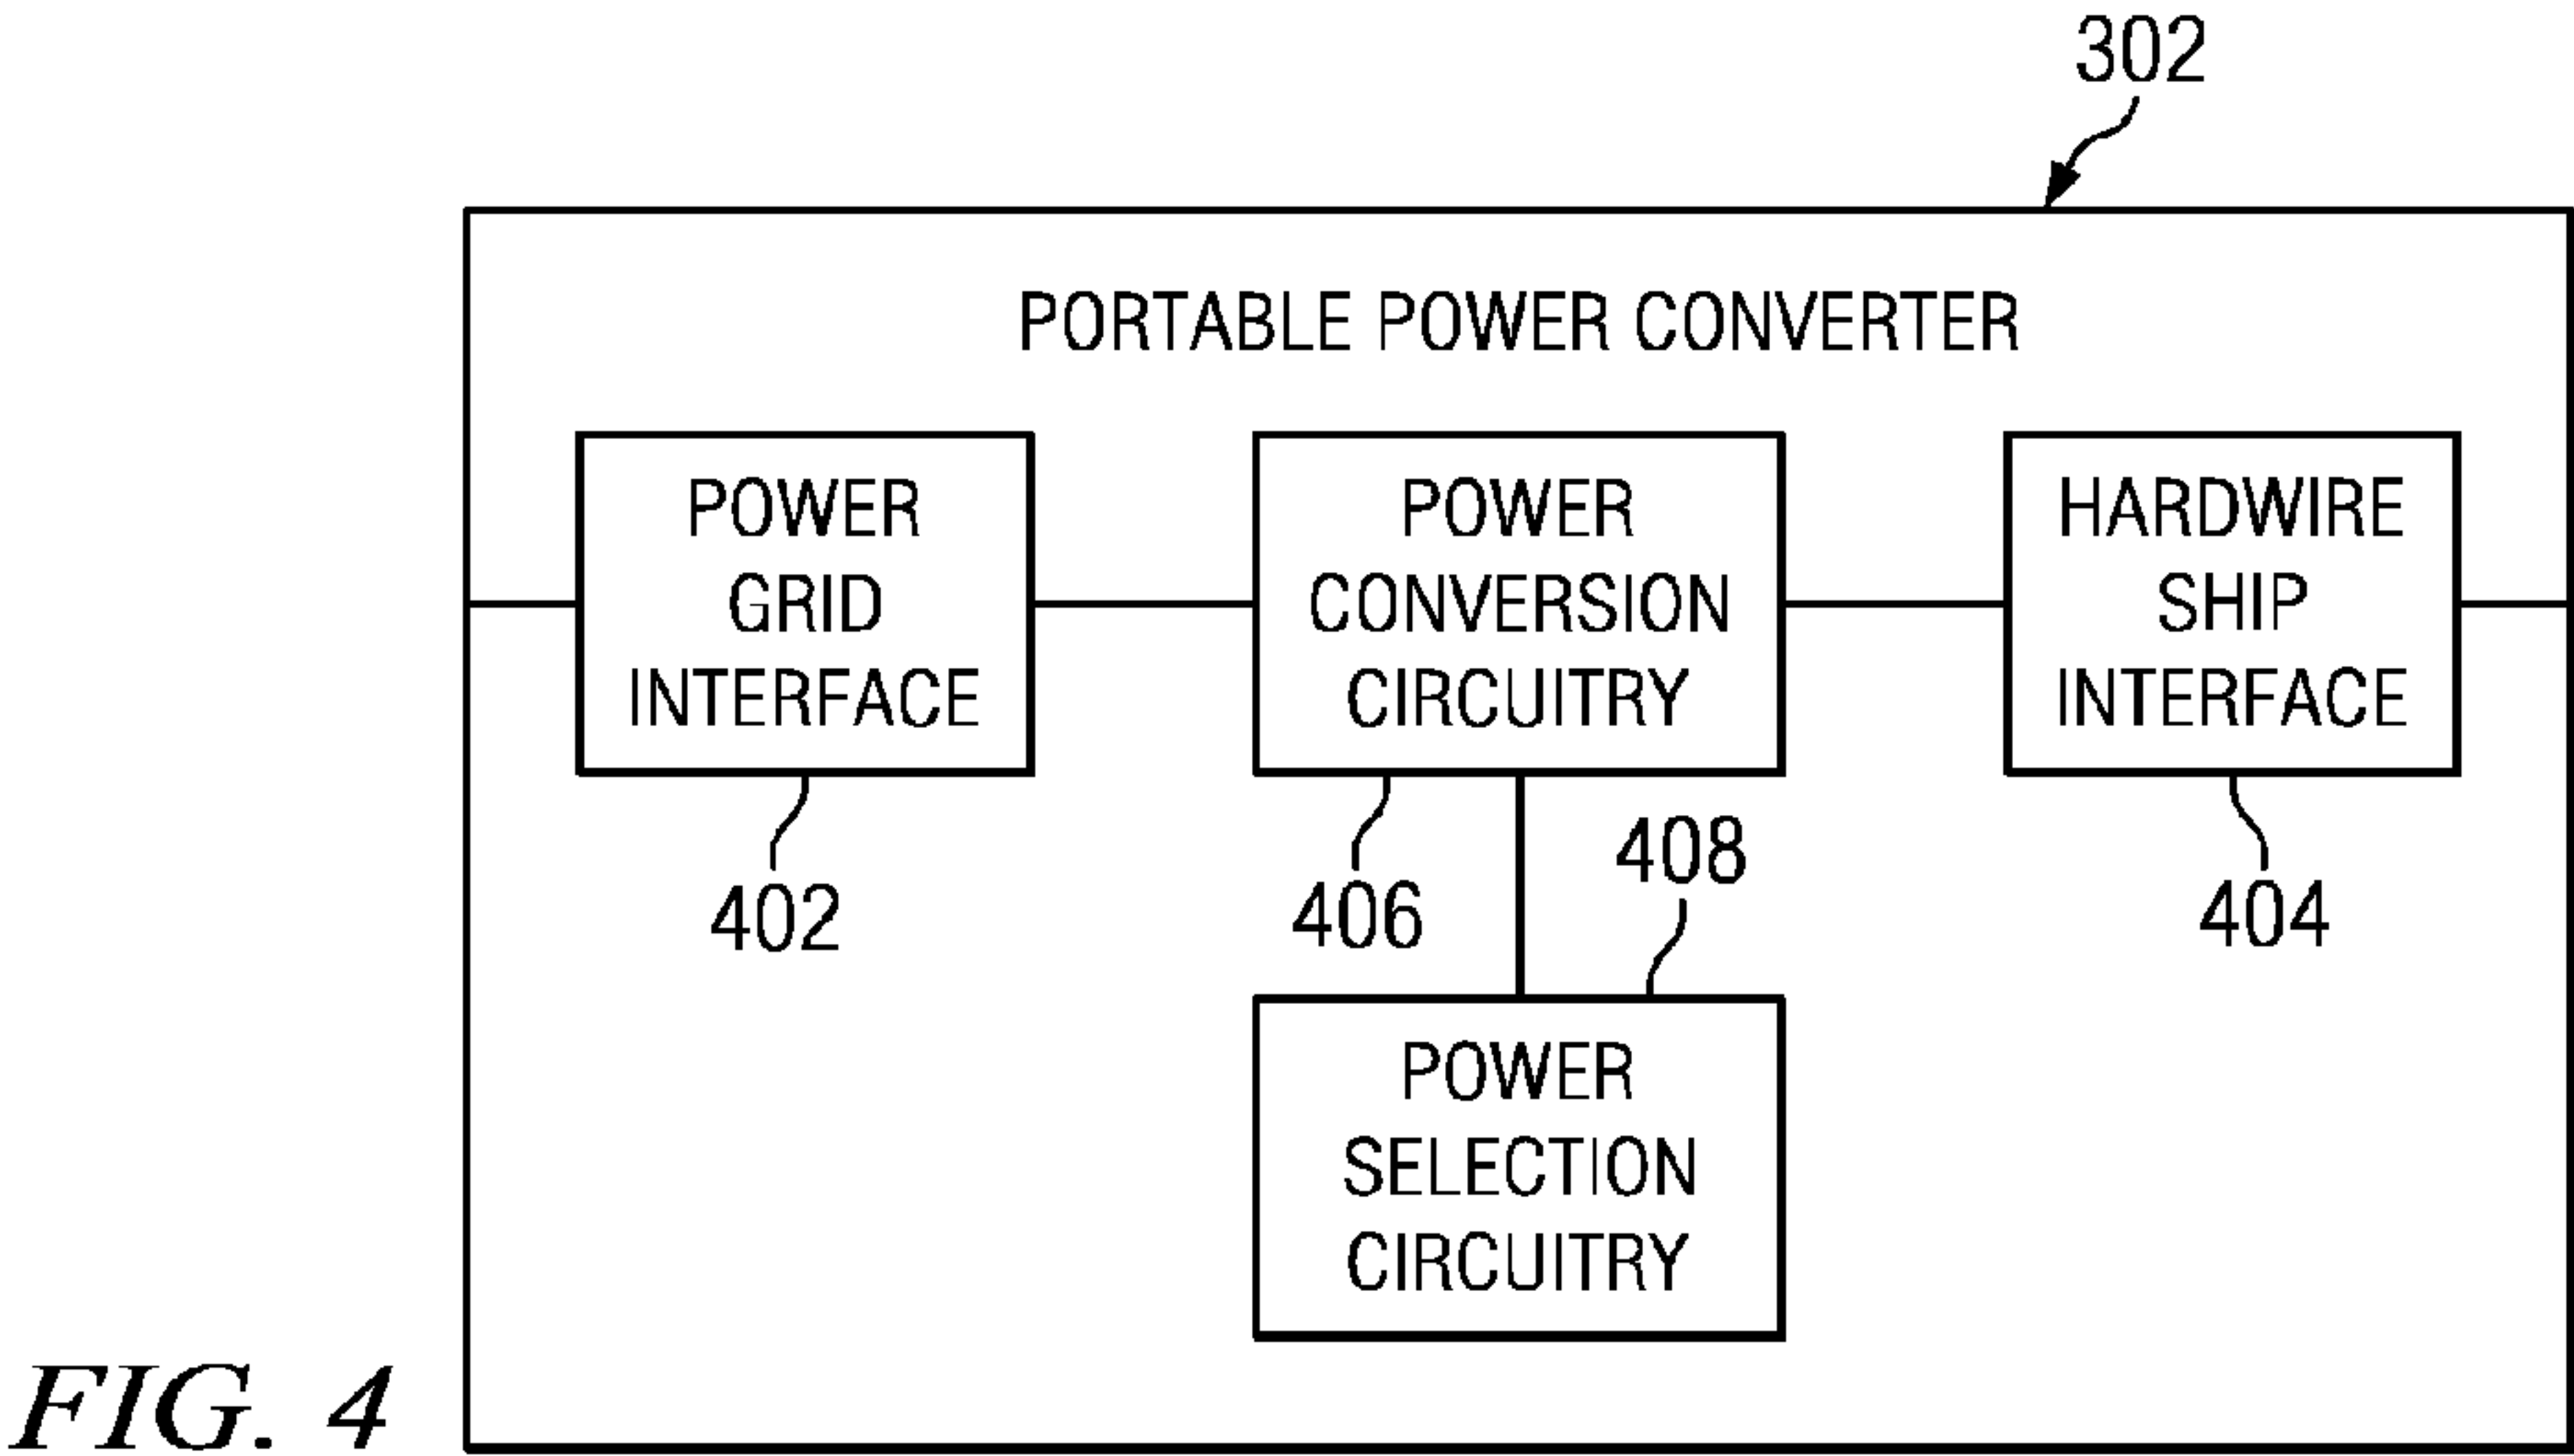 302
PORTABLE POWER CONVERTER
POWER
GRID
INTERFACE
402
POWER
CONVERSION
CIRCUITRY
406
HARDWIRE
SHIP
INTERFACE
404
408
POWER
SELECTION
CIRCUITRY
FIG. 4